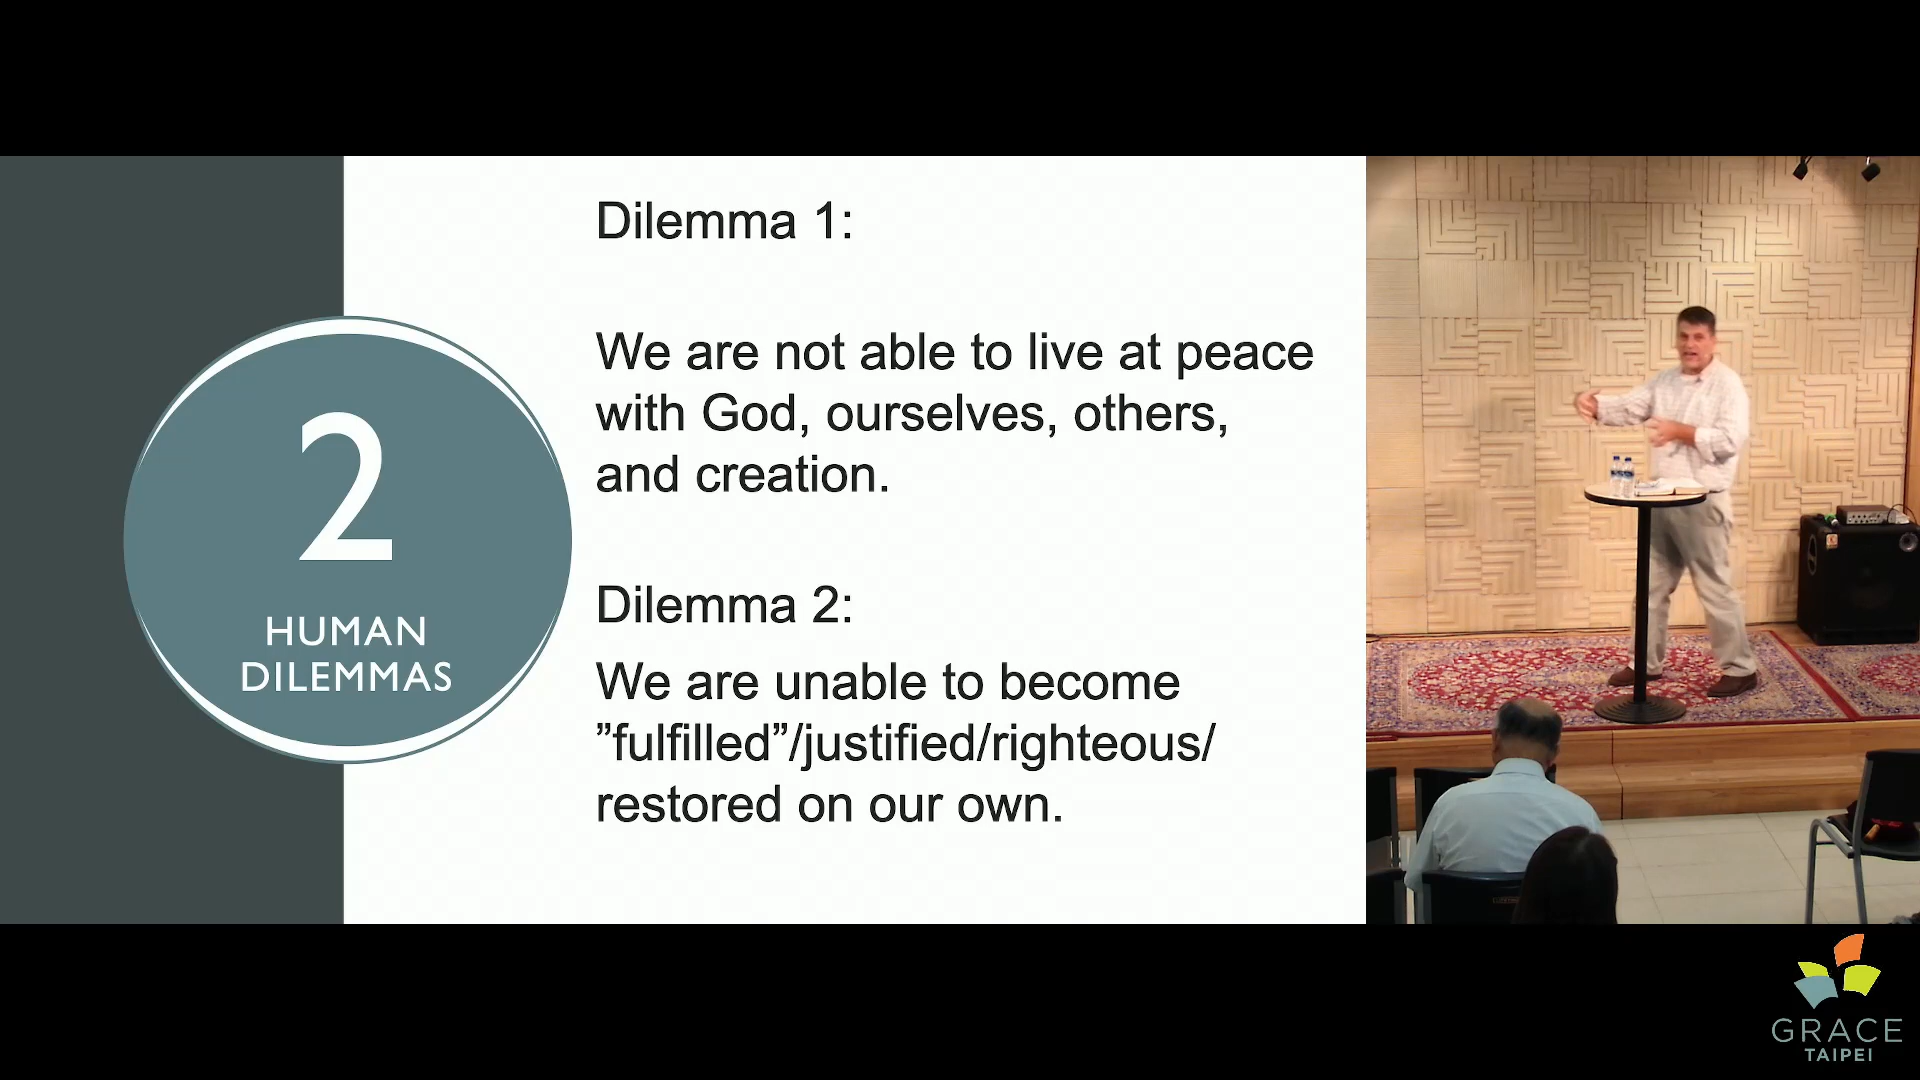 2
HUMAN
DILEMMAS
Dilemma 1:
We are not able to live at peace
with God, ourselves, others,
and creation.
Dilemma 2:
We are unable to become
”fulfilled”/justified/righteous/
restored on our own.
GRACE
TAIPEI